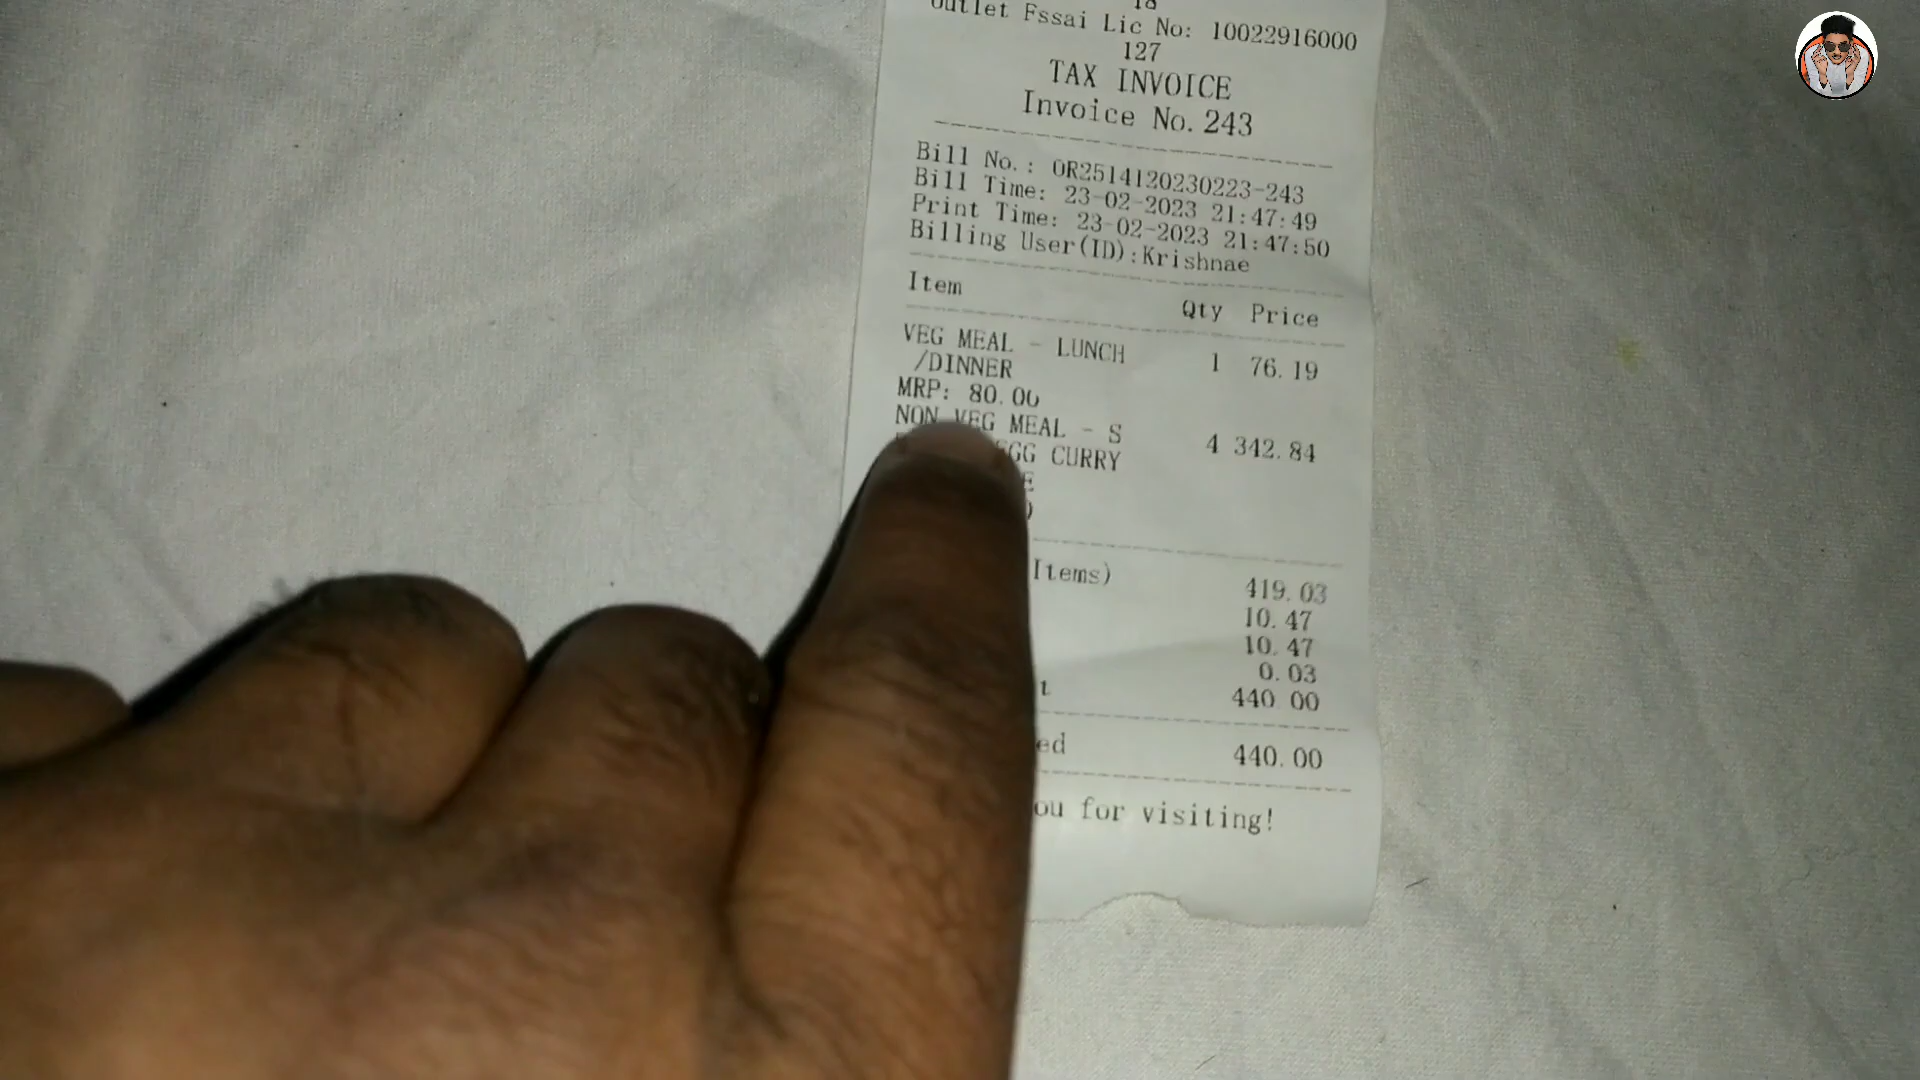 Outlet Fssai Lic No: 10022916000
127
TAX INVOICE
Invoice No. 243
Bill No.: OR2514120230223-243
Bill Time: 23-02-2023 21:47:49
Print Time: 23-02-2023 21:47:50
Billing User(ID):Krishnae
Item Qty Price
VEG MEAL - LUNCH 1 76.19
/DINNER
MRP: 80.00
NON VEG MEAL - S 4 342.84
EGG CURRY
Items) 419.03
10.47
10.47
0.03
440.00
440.00
for visiting!